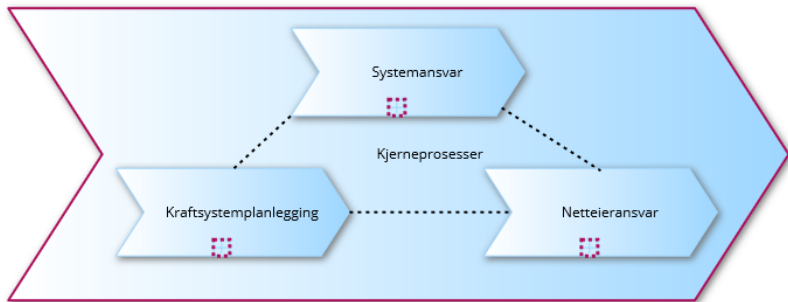 Systemansvar
Kjerneprosesser
Kraftsystemplanlegging
Netteieransvar